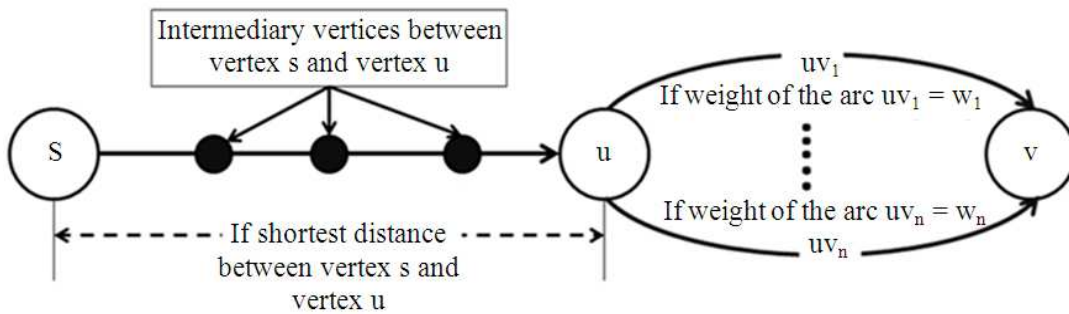 Intermediary vertices between
vertex s and vertex u
uv₁
If weight of the arc uv₁ = w₁
S
u
v
If weight of the arc uvₙ = wₙ
uvₙ
If shortest distance
between vertex s and
vertex u